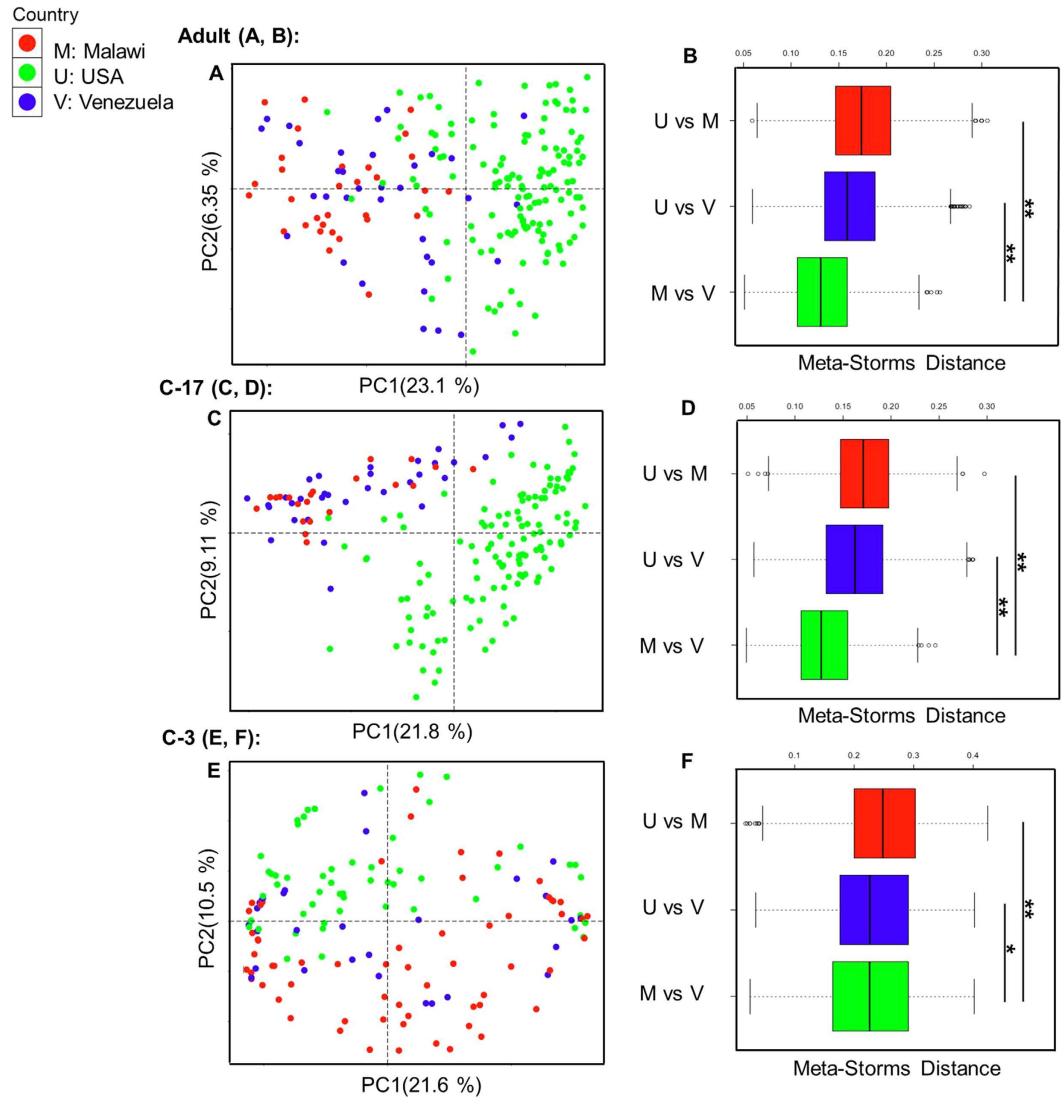 Country
M: Malawi
U: USA
V: Venezuela
Adult (A, B):
A
PC2(6.35 %)
PC1(23.1 %)
B
0.05 0.10 0.15 0.20 0.25 0.30
U vs M
U vs V
M vs V
**
**
Meta-Storms Distance
C-17 (C, D):
C
PC2(9.11 %)
PC1(21.8 %)
D
0.05 0.10 0.15 0.20 0.25 0.30
U vs M
U vs V
M vs V
**
**
Meta-Storms Distance
C-3 (E, F):
E
PC2(10.5 %)
PC1(21.6 %)
F
0.1 0.2 0.3 0.4
U vs M
U vs V
M vs V
*
**
Meta-Storms Distance